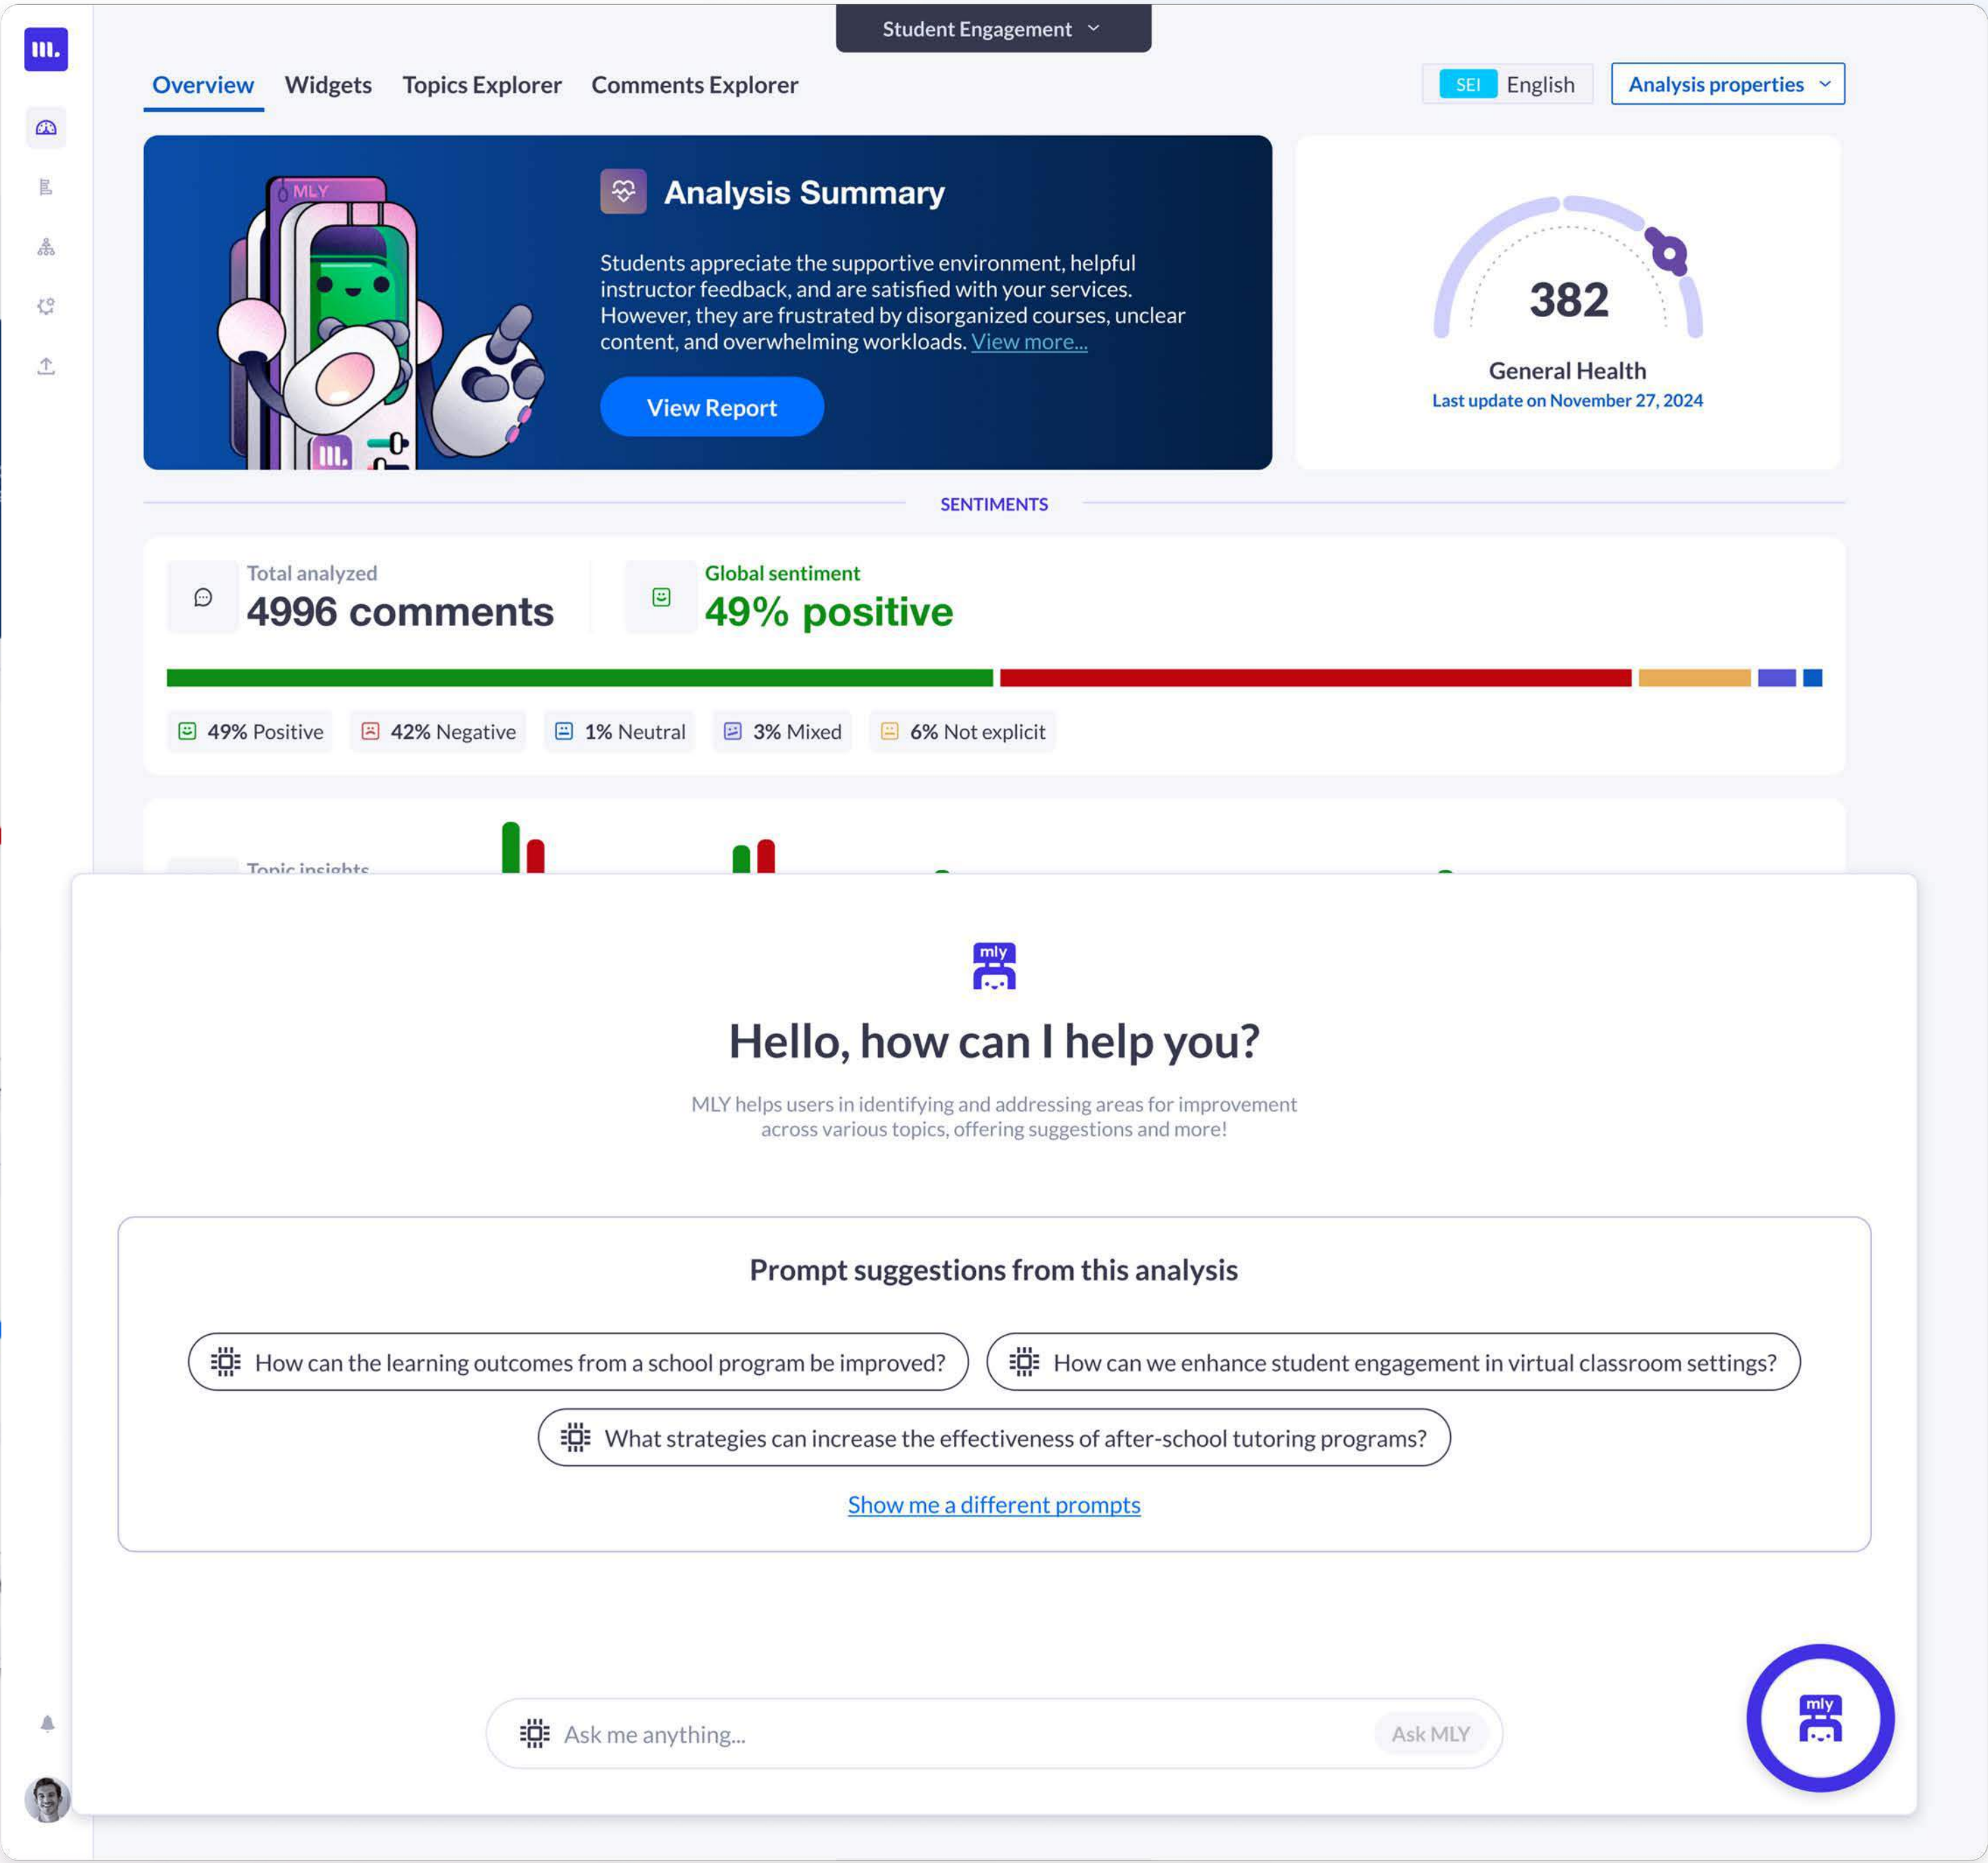 m.
Student Engagement
Overview Widgets Topics Explorer Comments Explorer
SEI English
Analysis properties
MLY
m.
Analysis Summary
Students appreciate the supportive environment, helpful
instructor feedback, and are satisfied with your services.
However, they are frustrated by disorganized courses, unclear
content, and overwhelming workloads. View more...
View Report
382
General Health
Last update on November 27, 2024
SENTIMENTS
Total analyzed
4996 comments
Global sentiment
49% positive
49% Positive 42% Negative 1% Neutral 3% Mixed 6% Not explicit
Topic insights
mly
Hello, how can I help you?
MLY helps users in identifying and addressing areas for improvement
across various topics, offering suggestions and more!
Prompt suggestions from this analysis
How can the learning outcomes from a school program be improved?
How can we enhance student engagement in virtual classroom settings?
What strategies can increase the effectiveness of after-school tutoring programs?
Show me a different prompts
Ask me anything...
Ask MLY
mly